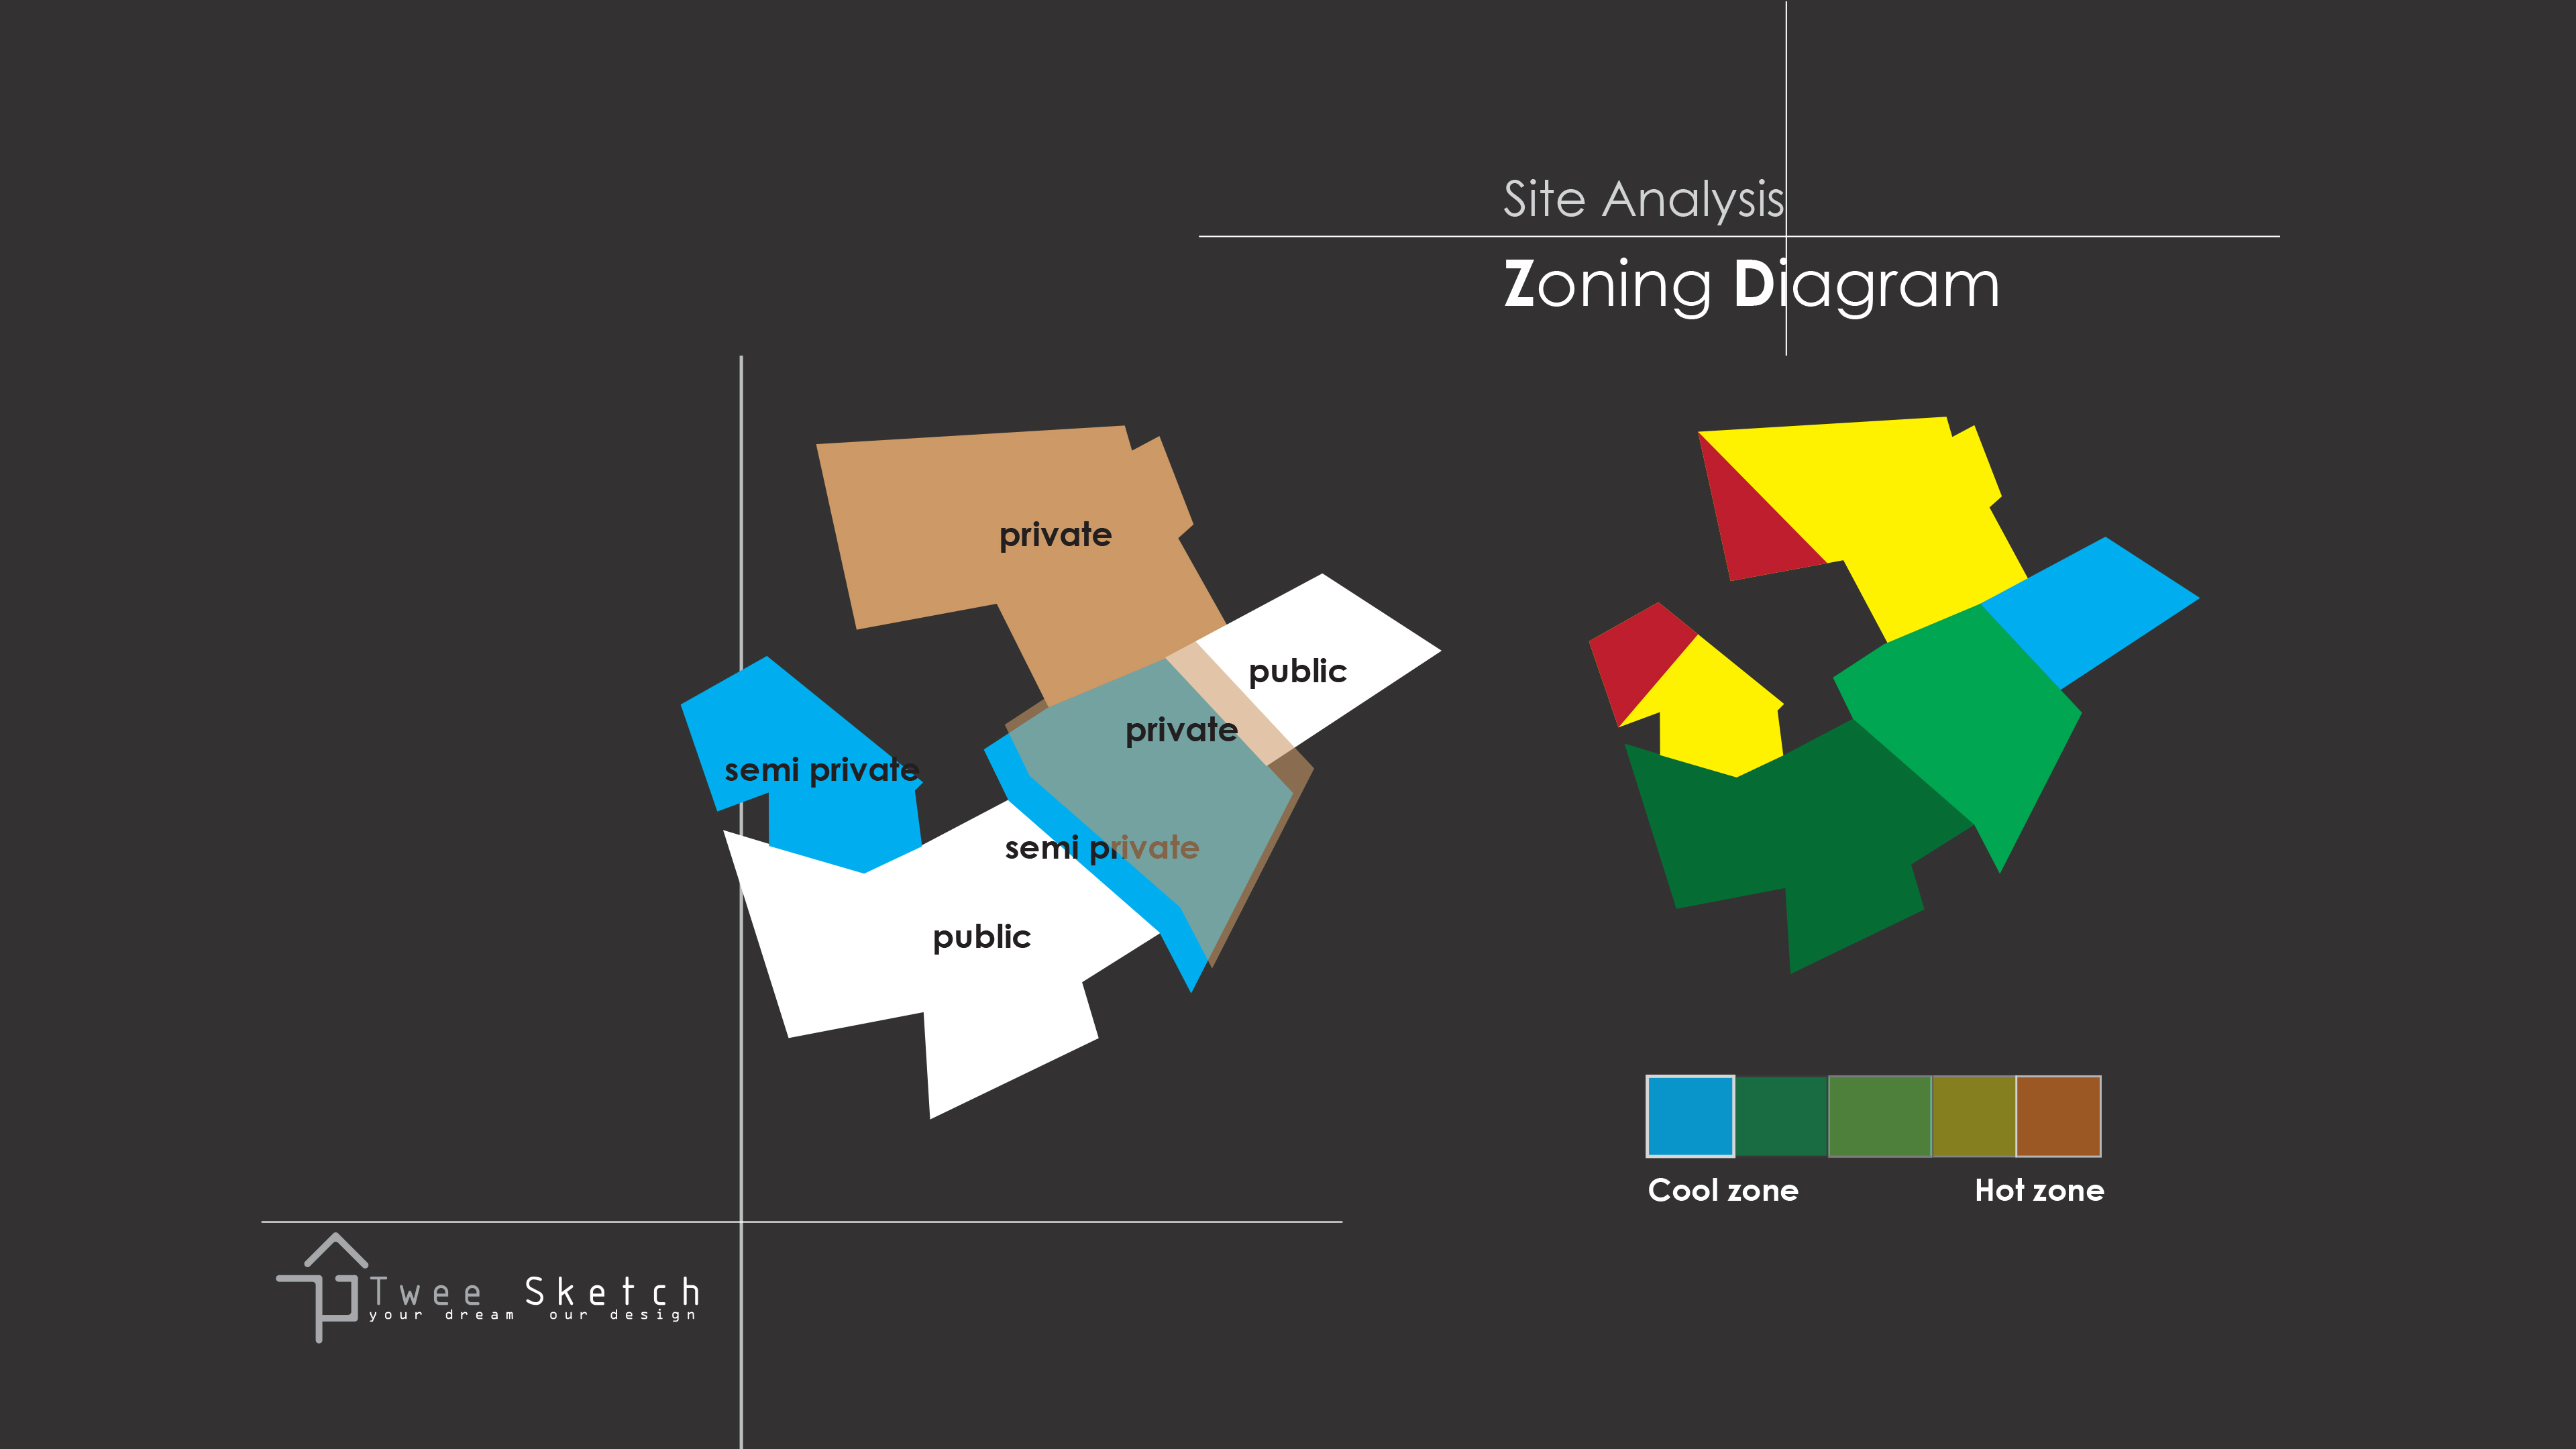 Site Analysis
Zoning Diagram
private
public
private
semi private
semi private
public
Cool zone
Hot zone
Twee Sketch
your dream our design